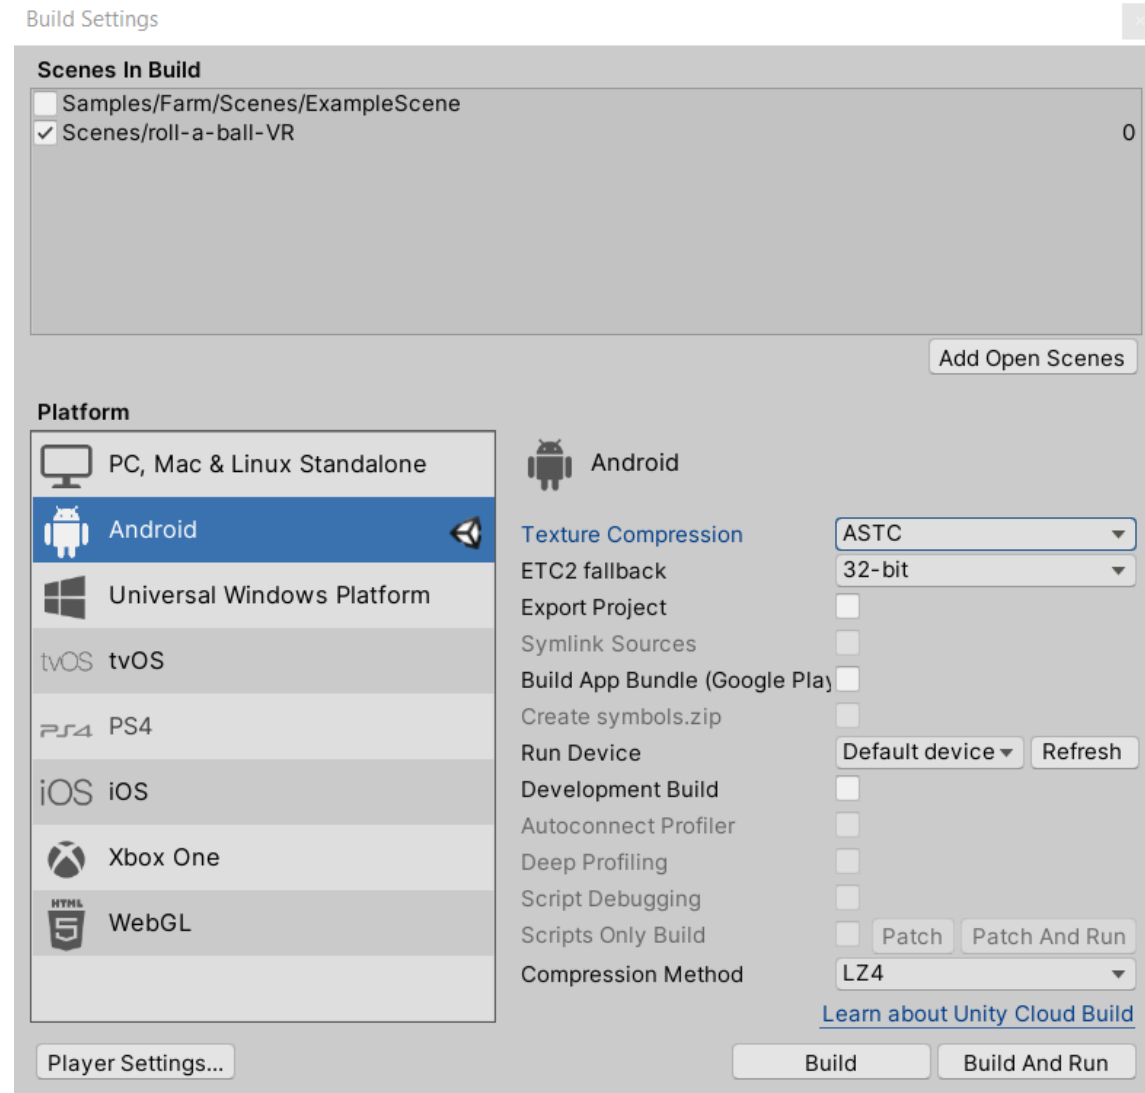 Build Settings
Scenes In Build
Samples/Farm/Scenes/ExampleScene
Scenes/roll-a-ball-VR 0
Add Open Scenes
Platform
PC, Mac & Linux Standalone
Android
Universal Windows Platform
tvOS tvOS
PS4 PS4
iOS iOS
Xbox One
HTML 5 WebGL
Android
Texture Compression ASTC
ETC2 fallback 32-bit
Export Project
Symlink Sources
Build App Bundle (Google Play
Create symbols.zip
Run Device Default device Refresh
Development Build
Autoconnect Profiler
Deep Profiling
Script Debugging
Scripts Only Build Patch Patch And Run
Compression Method LZ4
Learn about Unity Cloud Build
Player Settings... Build Build And Run